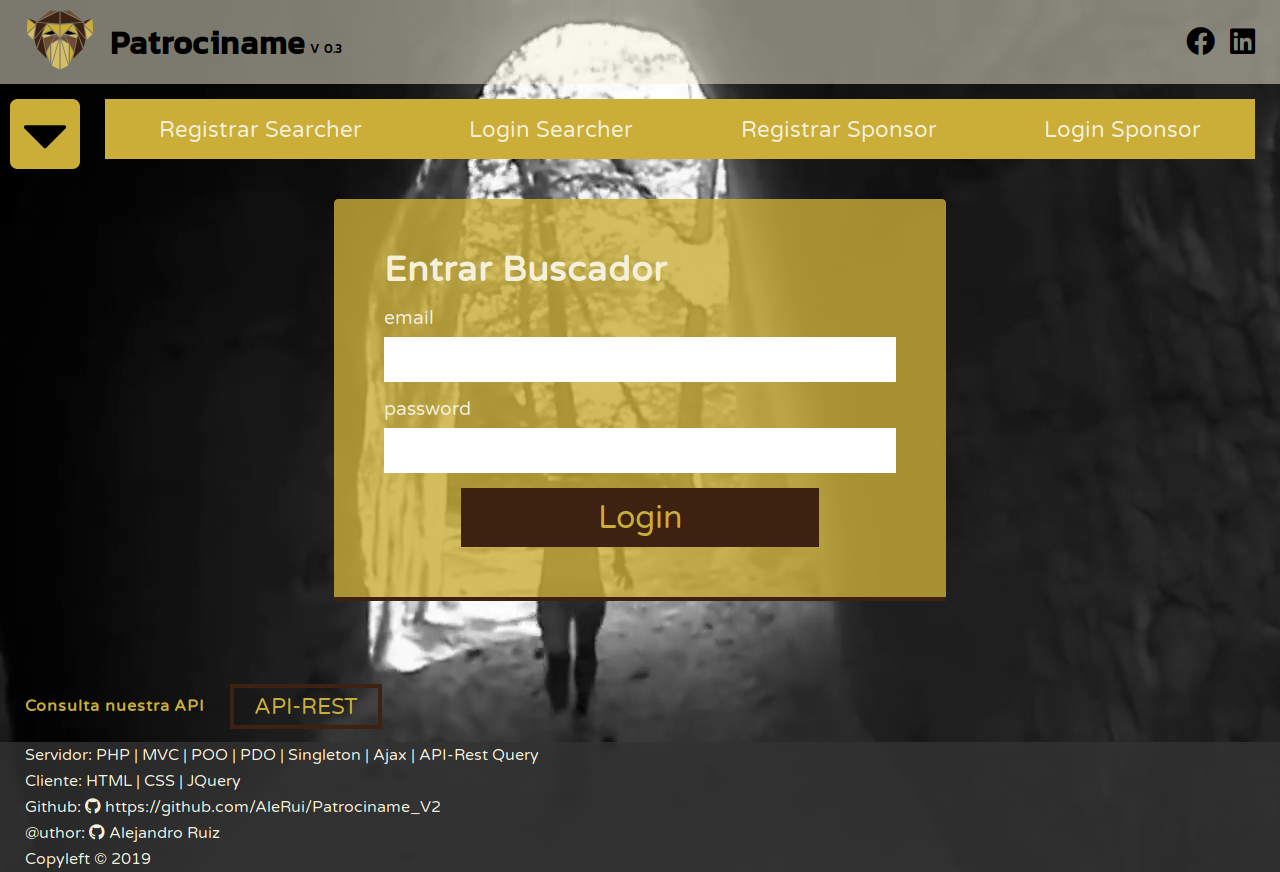 Patrociname V 0.3
Registrar Searcher Login Searcher Registrar Sponsor Login Sponsor
Entrar Buscador
email
password
Login
Consulta nuestra API API-REST
Servidor: PHP | MVC | POO | PDO | Singleton | Ajax | API-Rest Query
Cliente: HTML | CSS | JQuery
Github: https://github.com/AleRui/Patrociname_V2
@uthor: Alejandro Ruiz
Copyleft © 2019